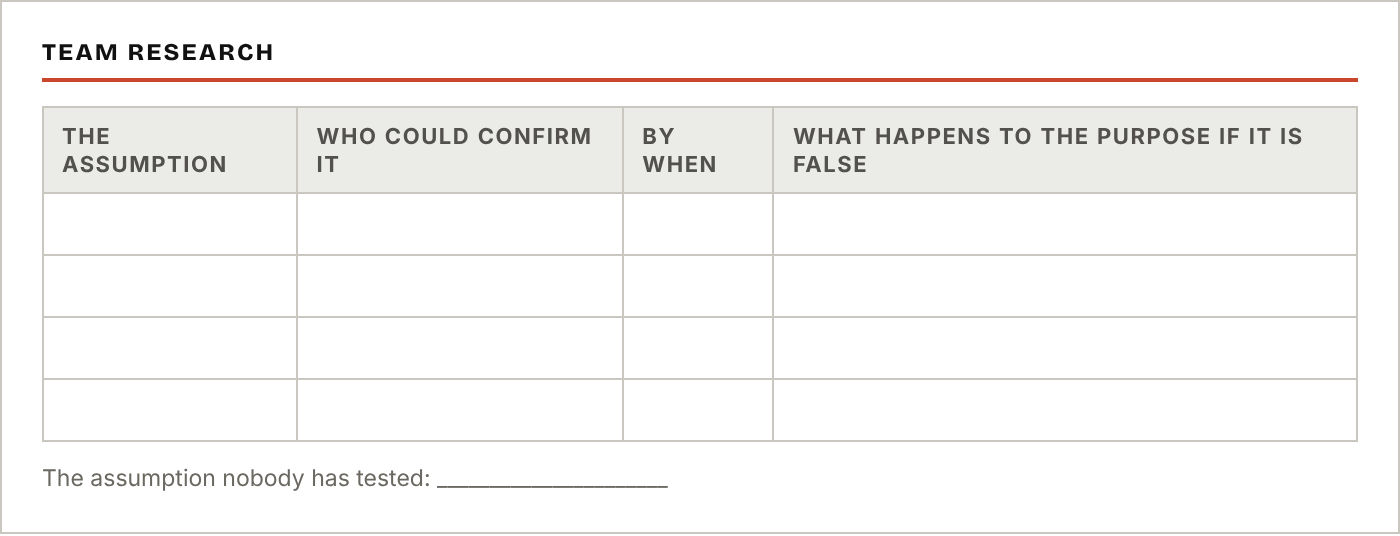 TEAM RESEARCH
THE ASSUMPTION
WHO COULD CONFIRM IT
BY WHEN
WHAT HAPPENS TO THE PURPOSE IF IT IS FALSE
The assumption nobody has tested: ______________________